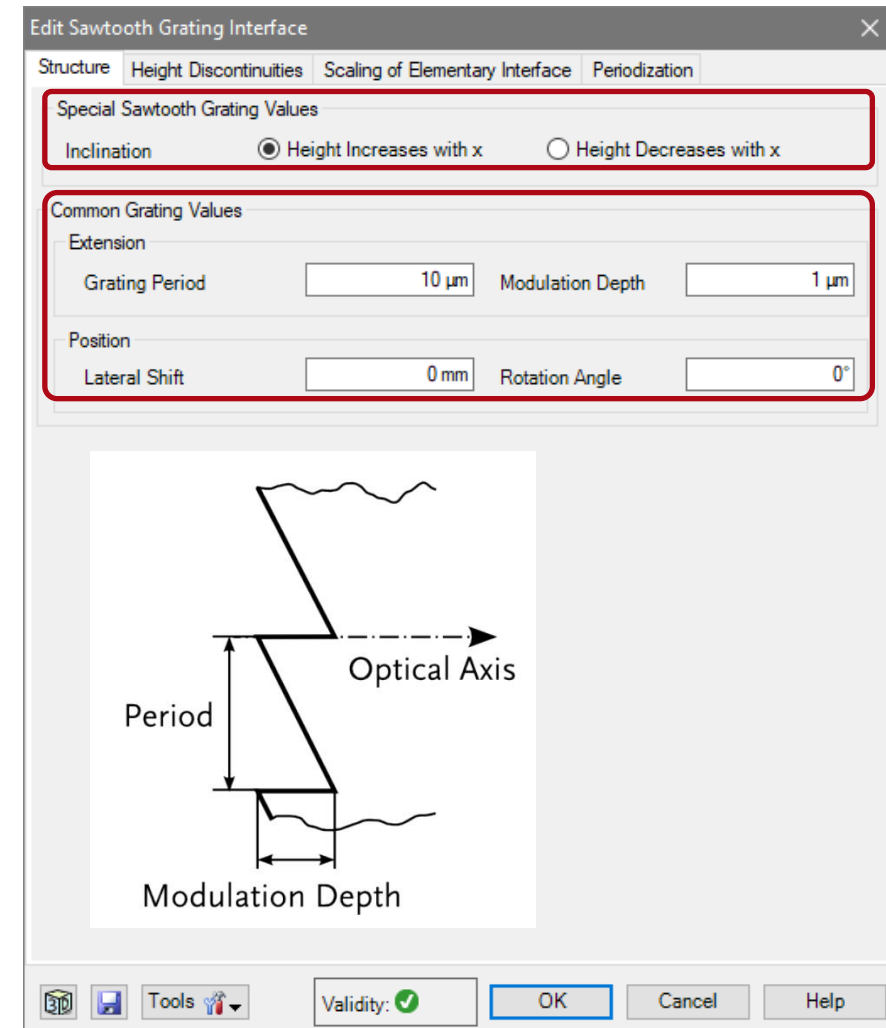 Edit Sawtooth Grating Interface
Structure Height Discontinuities Scaling of Elementary Interface Periodization
Special Sawtooth Grating Values
Inclination Height Increases with x Height Decreases with x
Common Grating Values
Extension
Grating Period 10 µm Modulation Depth 1 µm
Position
Lateral Shift 0 mm Rotation Angle 0°
Optical Axis
Period
Modulation Depth
3D Tools Validity: OK Cancel Help